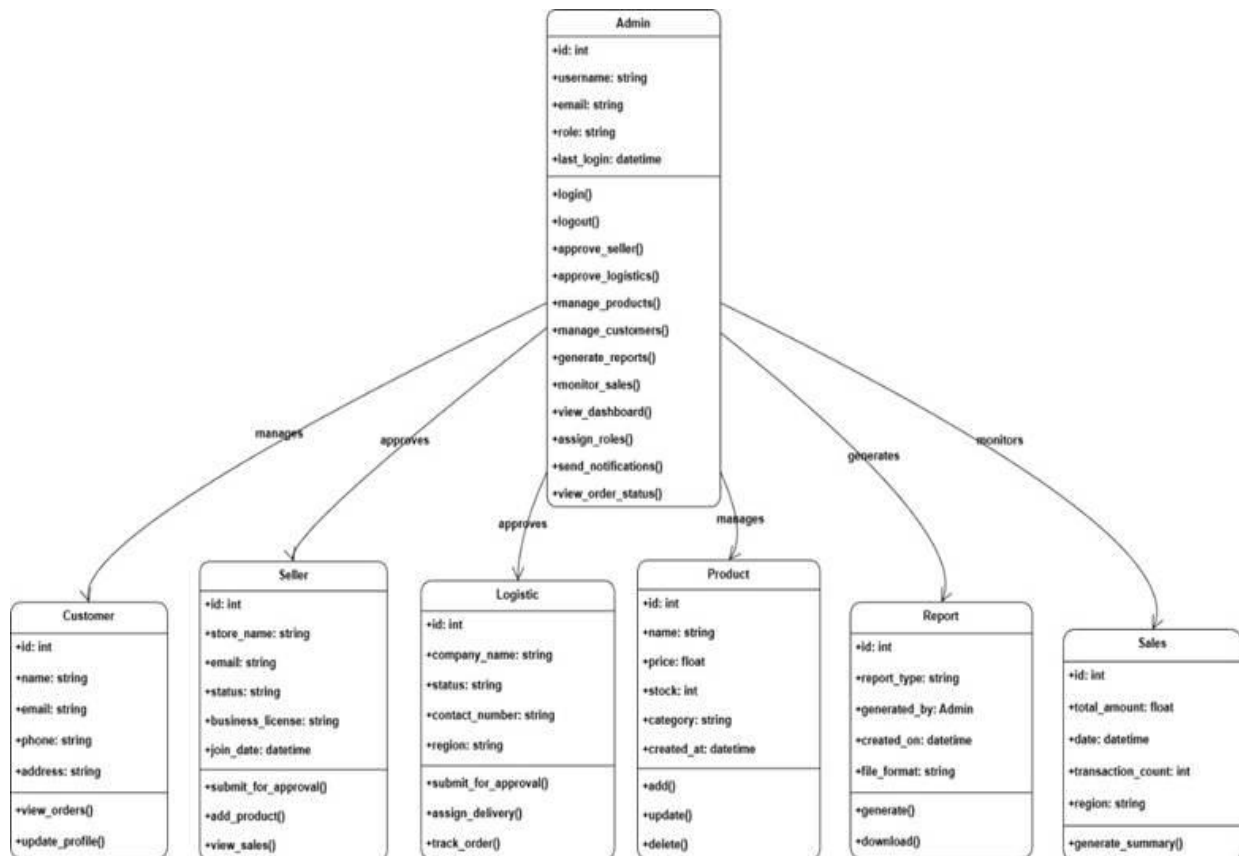 Admin
+id: int
+username: string
+email: string
+role: string
+last_login: datetime
+login()
+logout()
+approve_seller()
+approve_logistics()
+manage_products()
+manage_customers()
+generate_reports()
+monitor_sales()
+view_dashboard()
+assign_roles()
+send_notifications()
+view_order_status()
manages
approves
approves
manages
generates
monitors
Customer
+id: int
+name: string
+email: string
+phone: string
+address: string
+view_orders()
+update_profile()
Seller
+id: int
+store_name: string
+email: string
+status: string
+business_license: string
+join_date: datetime
+submit_for_approval()
+add_product()
+view_sales()
Logistic
+id: int
+company_name: string
+status: string
+contact_number: string
+region: string
+submit_for_approval()
+assign_delivery()
+track_order()
Product
+id: int
+name: string
+price: float
+stock: int
+category: string
+created_at: datetime
+add()
+update()
+delete()
Report
+id: int
+report_type: string
+generated_by: Admin
+created_on: datetime
+file_format: string
+generate()
+download()
Sales
+id: int
+total_amount: float
+date: datetime
+transaction_count: int
+region: string
+generate_summary()